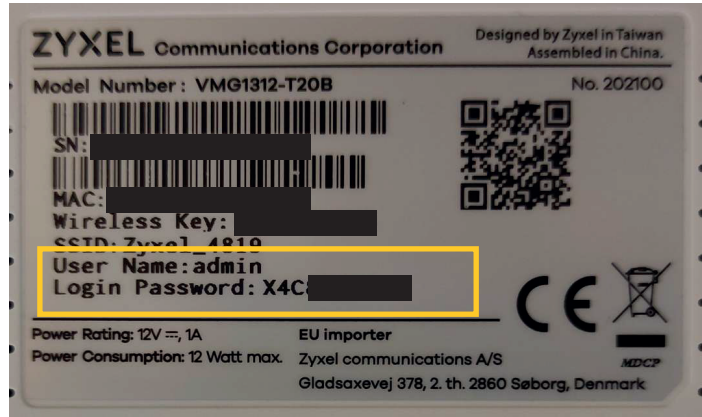 ZYXEL Communications Corporation
Designed by Zyxel in Taiwan
Assembled in China.
Model Number: VMG1312-T20B
No. 202100
SN:
MAC:
Wireless Key:
SSID:Zyxel_4819
User Name:admin
Login Password:X4C
Power Rating: 12V ⎓, 1A
Power Consumption: 12 Watt max.
EU importer
Zyxel communications A/S
Gladsaxevej 378, 2. th. 2860 Søborg, Denmark
CE
MDCP